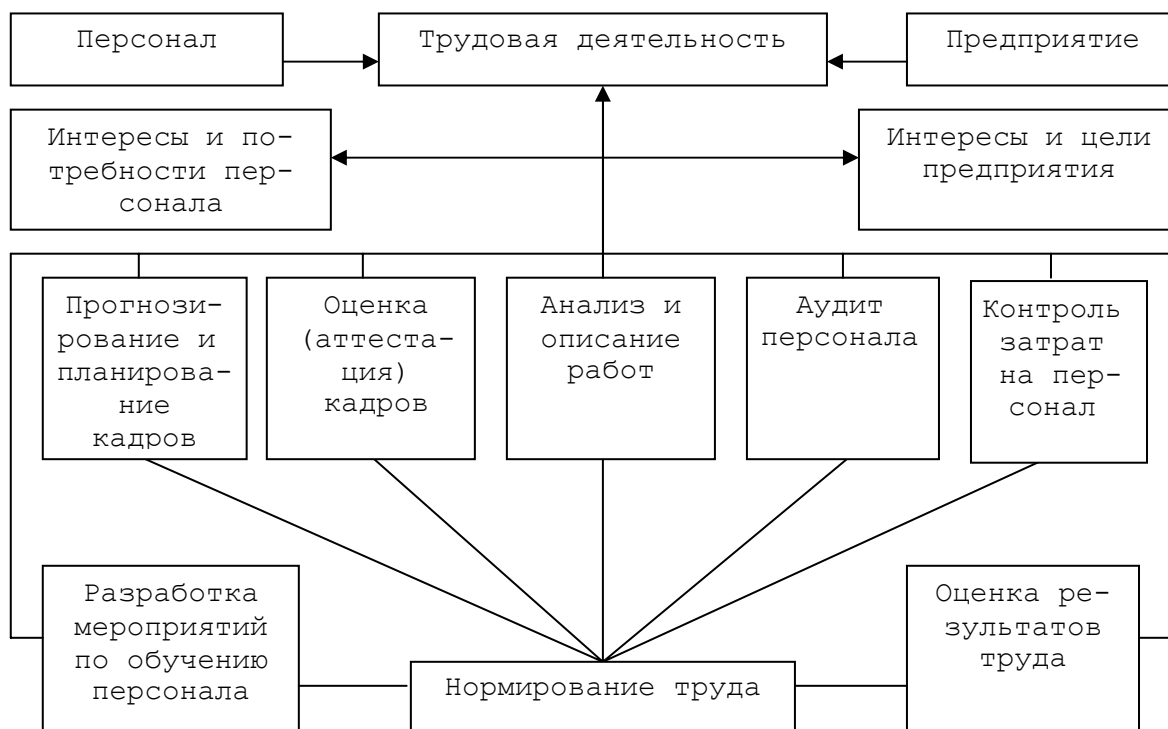 Персонал
Трудовая деятельность
Предприятие
Интересы и по-
требности пер-
сонала
Интересы и цели
предприятия
Прогнози-
рование и
планирова-
ние
кадров
Оценка
(аттеста-
ция)
кадров
Анализ и
описание
работ
Аудит
персонала
Контроль
затрат
на пер-
сонал
Разработка
мероприятий
по обучению
персонала
Нормирование труда
Оценка ре-
зультатов
труда